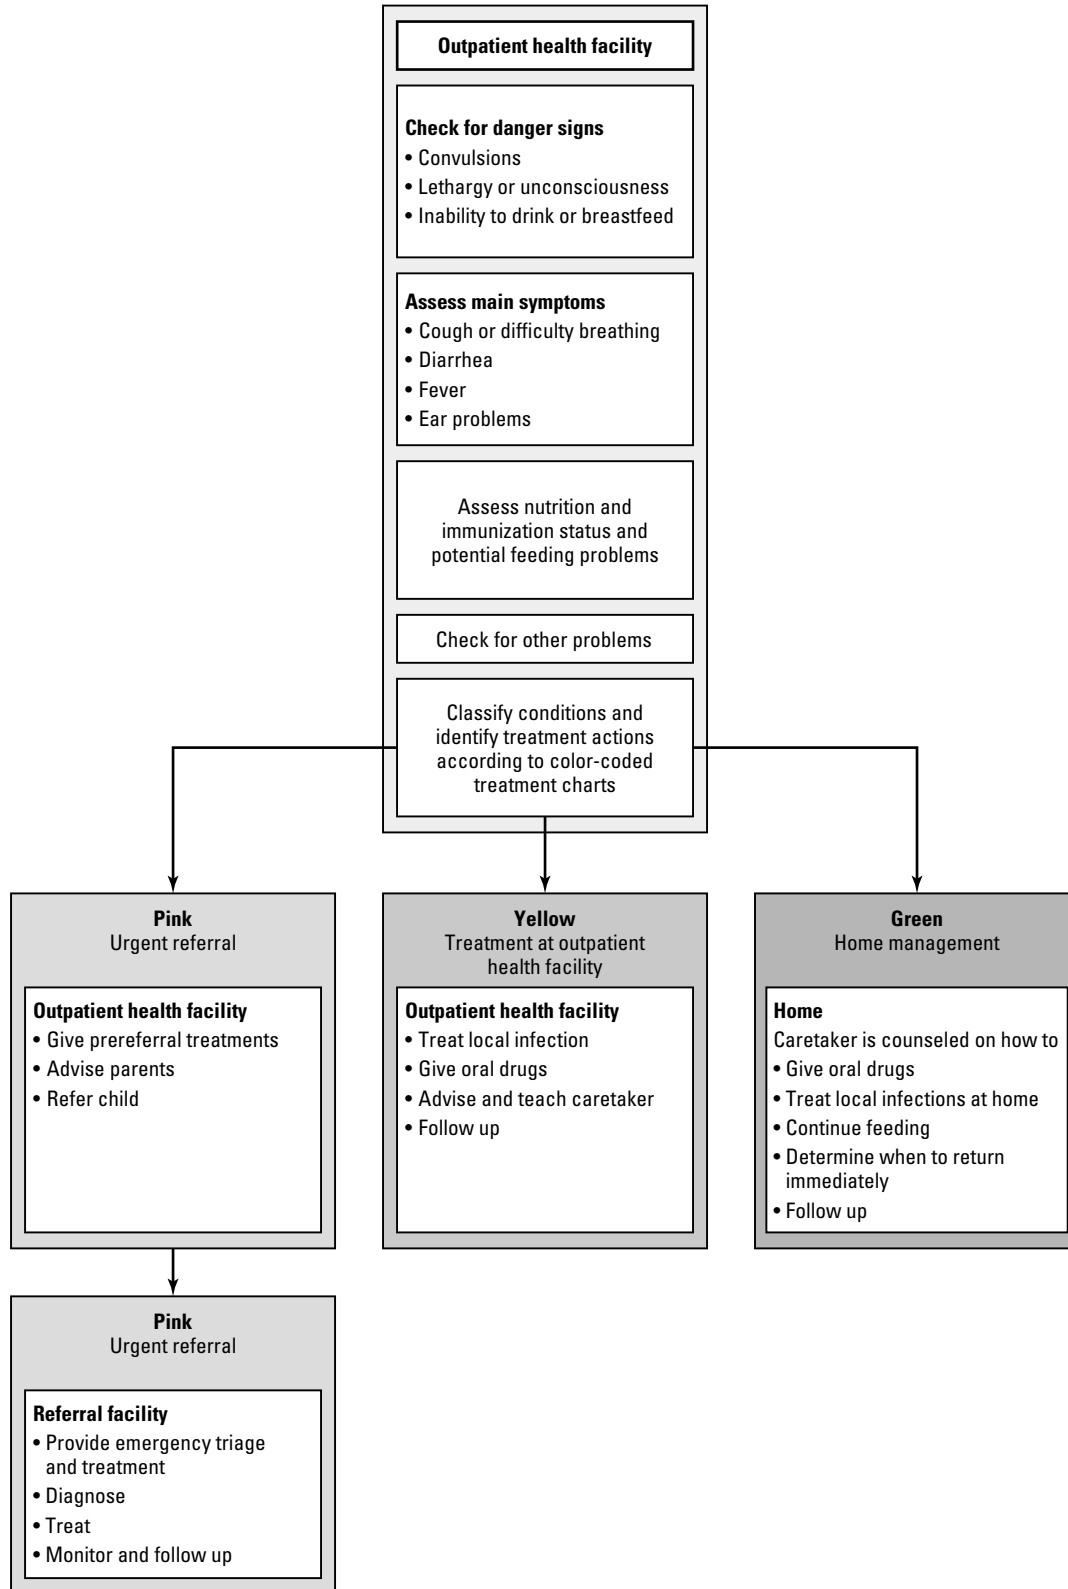 Outpatient health facility
Check for danger signs
• Convulsions
• Lethargy or unconsciousness
• Inability to drink or breastfeed
Assess main symptoms
• Cough or difficulty breathing
• Diarrhea
• Fever
• Ear problems
Assess nutrition and
immunization status and
potential feeding problems
Check for other problems
Classify conditions and
identify treatment actions
according to color-coded
treatment charts
Pink
Urgent referral
Outpatient health facility
• Give prereferral treatments
• Advise parents
• Refer child
Yellow
Treatment at outpatient
health facility
Outpatient health facility
• Treat local infection
• Give oral drugs
• Advise and teach caretaker
• Follow up
Green
Home management
Home
Caretaker is counseled on how to
• Give oral drugs
• Treat local infections at home
• Continue feeding
• Determine when to return
immediately
• Follow up
Pink
Urgent referral
Referral facility
• Provide emergency triage
and treatment
• Diagnose
• Treat
• Monitor and follow up